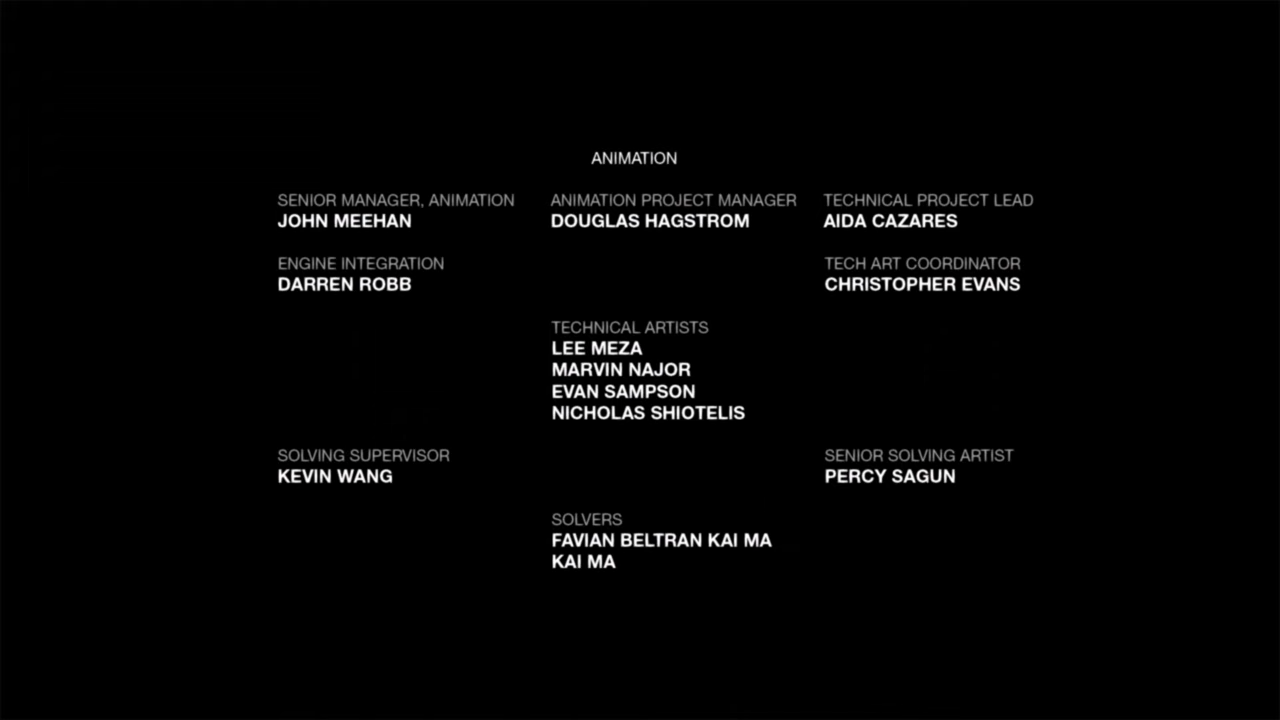 ANIMATION
SENIOR MANAGER, ANIMATION
JOHN MEEHAN
ANIMATION PROJECT MANAGER
DOUGLAS HAGSTROM
TECHNICAL PROJECT LEAD
AIDA CAZARES
ENGINE INTEGRATION
DARREN ROBB
TECH ART COORDINATOR
CHRISTOPHER EVANS
TECHNICAL ARTISTS
LEE MEZA
MARVIN NAJOR
EVAN SAMPSON
NICHOLAS SHIOTELIS
SOLVING SUPERVISOR
KEVIN WANG
SENIOR SOLVING ARTIST
PERCY SAGUN
SOLVERS
FAVIAN BELTRAN KAI MA
KAI MA